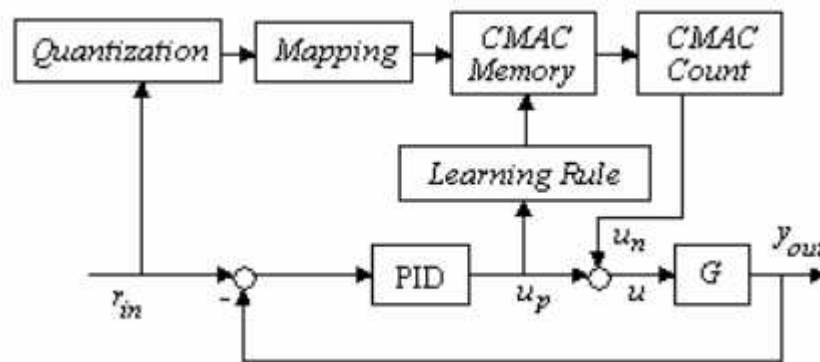 Quantization
Mapping
CMAC
Memory
CMAC
Count
Learning Rule
u_n
y_out
r_in
-
PID
u_p
u
G